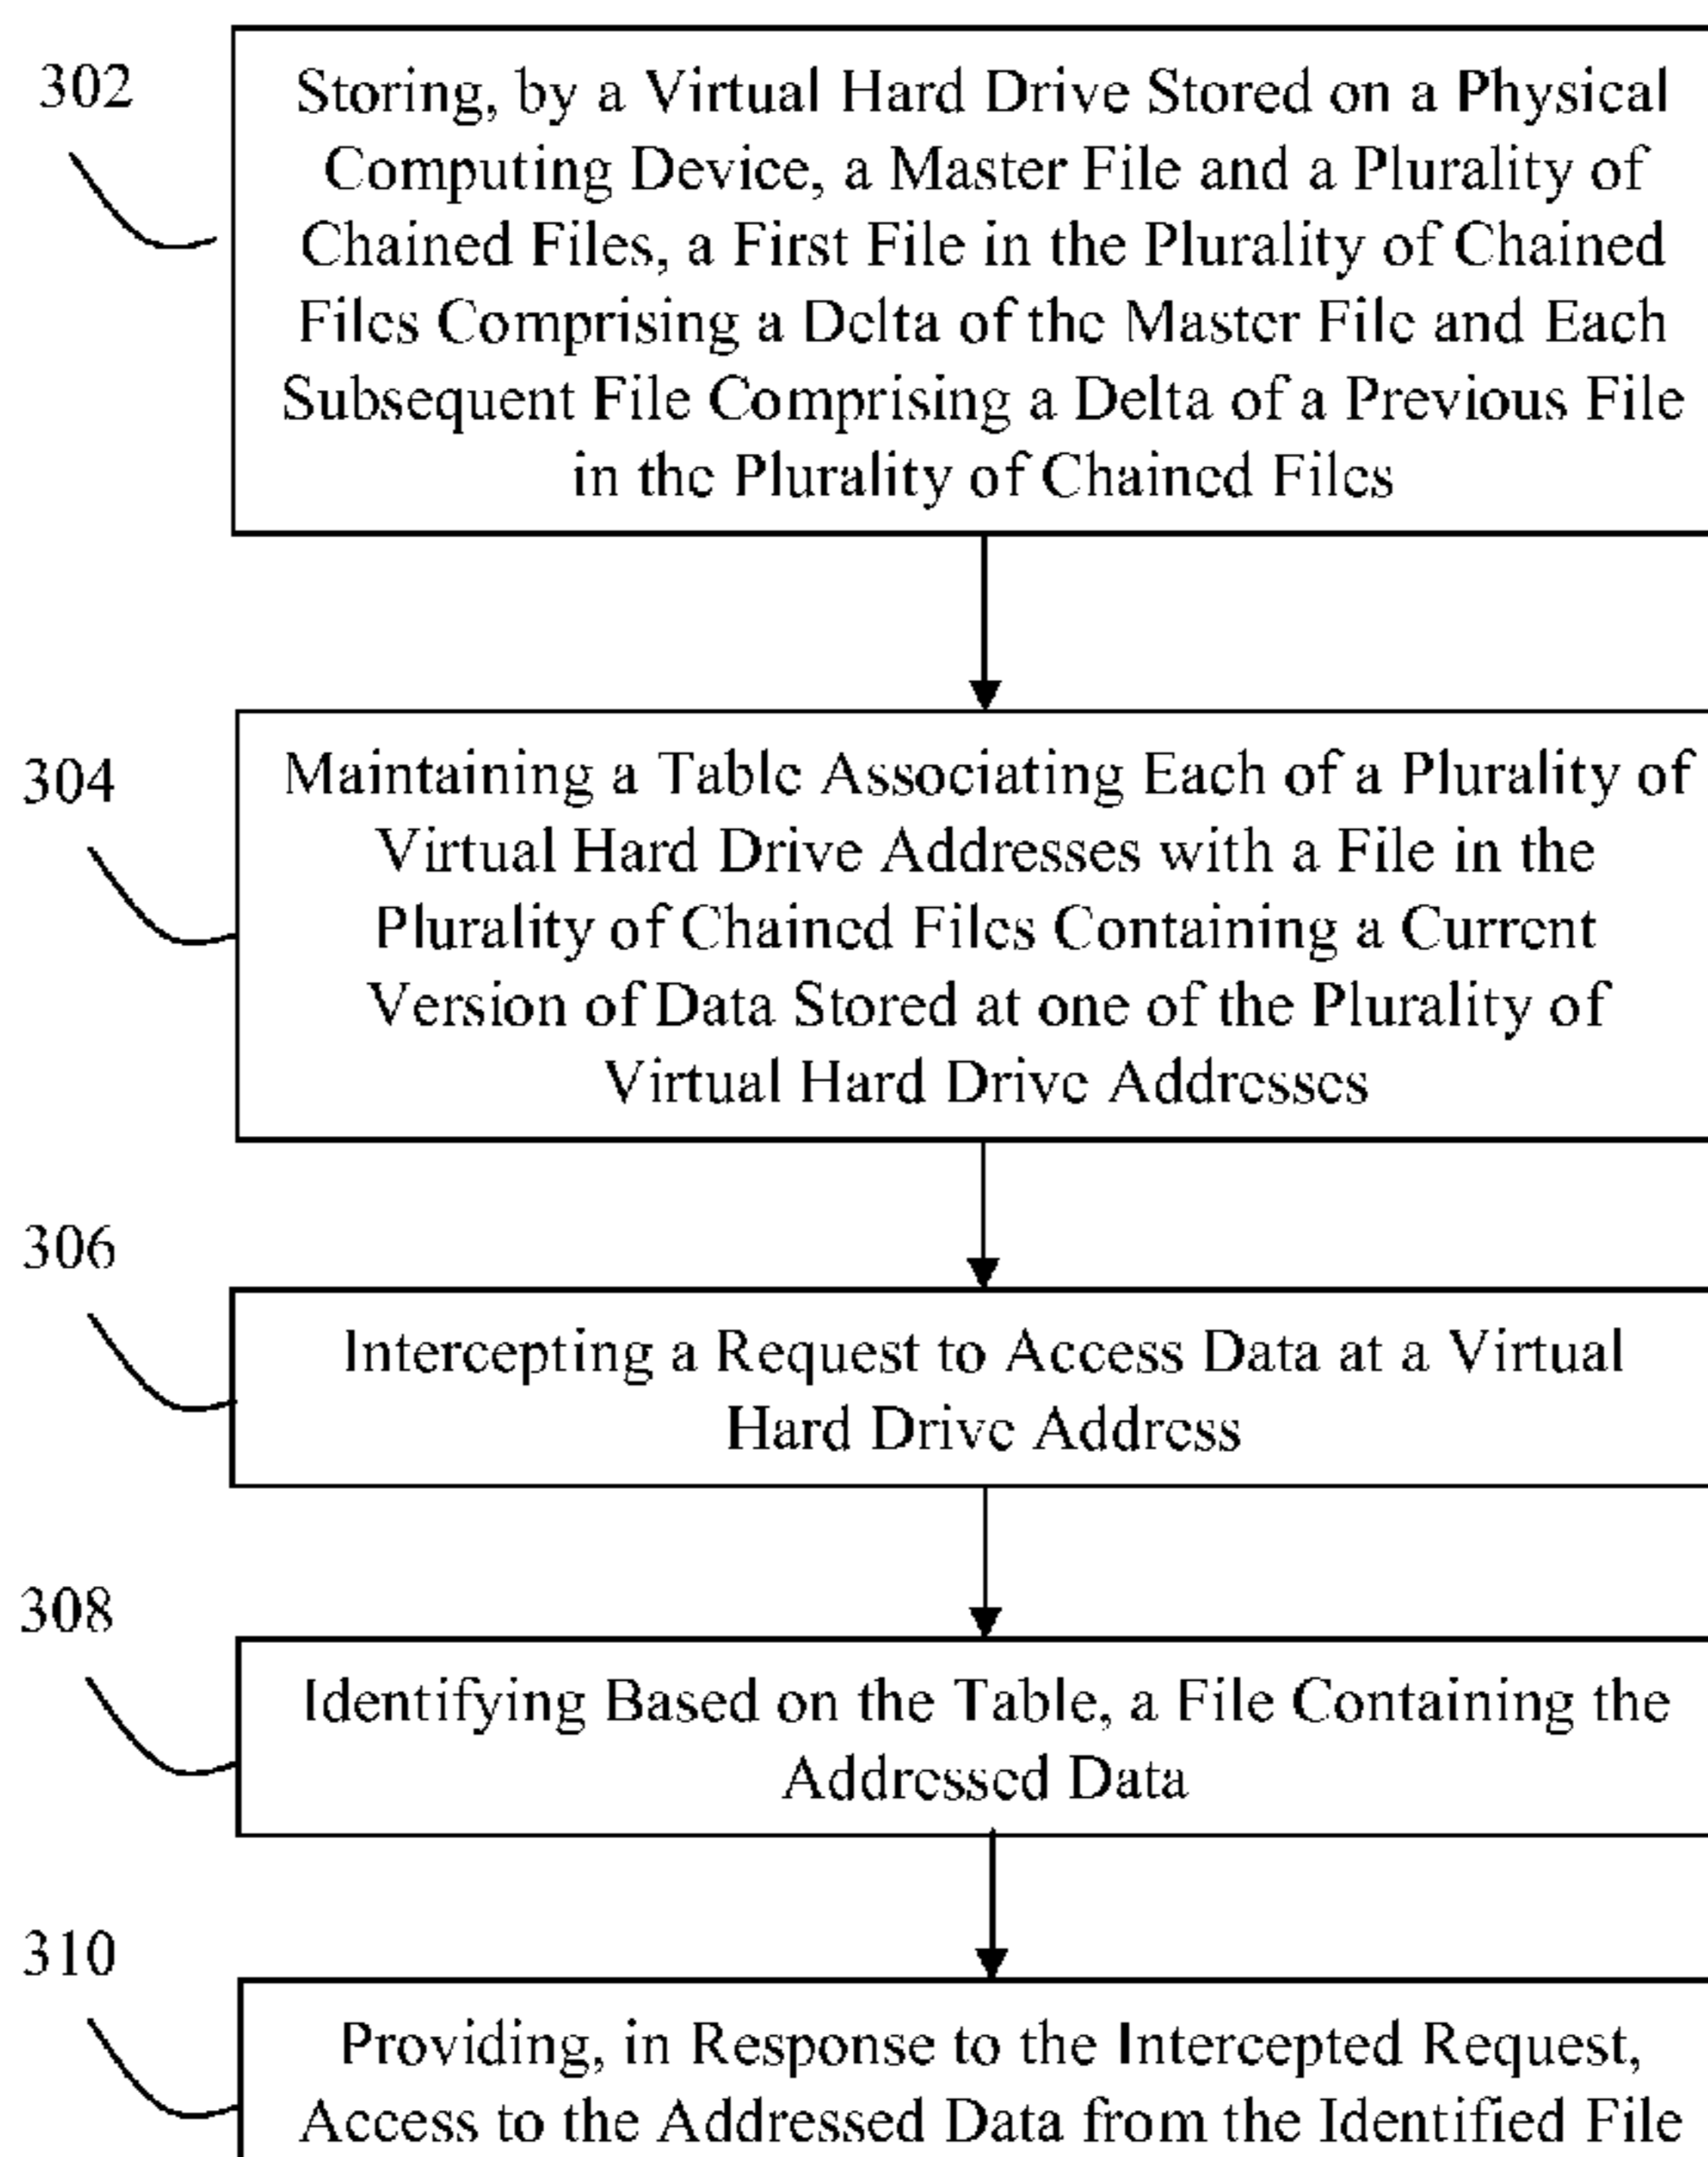 302
Storing, by a Virtual Hard Drive Stored on a Physical
Computing Device, a Master File and a Plurality of
Chained Files, a First File in the Plurality of Chained
Files Comprising a Delta of the Master File and Each
Subsequent File Comprising a Delta of a Previous File
in the Plurality of Chained Files
304
Maintaining a Table Associating Each of a Plurality of
Virtual Hard Drive Addresses with a File in the
Plurality of Chained Files Containing a Current
Version of Data Stored at one of the Plurality of
Virtual Hard Drive Addresses
306
Intercepting a Request to Access Data at a Virtual
Hard Drive Address
308
Identifying Based on the Table, a File Containing the
Addressed Data
310
Providing, in Response to the Intercepted Request,
Access to the Addressed Data from the Identified File